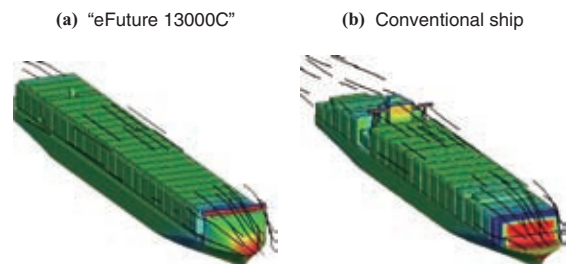 (a) “eFuture 13000C”
(b) Conventional ship